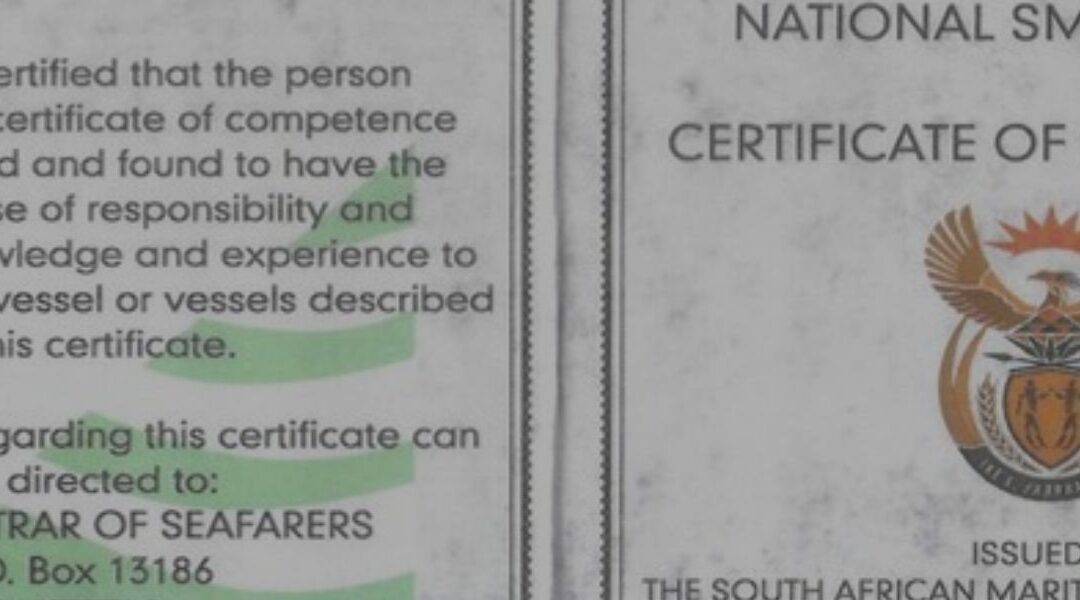 ertified that the person
certificate of competence
d and found to have the
se of responsibility and
wledge and experience to
vessel or vessels described
his certificate.
garding this certificate can
directed to:
TRAR OF SEAFARERS
O. Box 13186
NATIONAL SM
CERTIFICATE OF
ISSUED
THE SOUTH AFRICAN MARIT